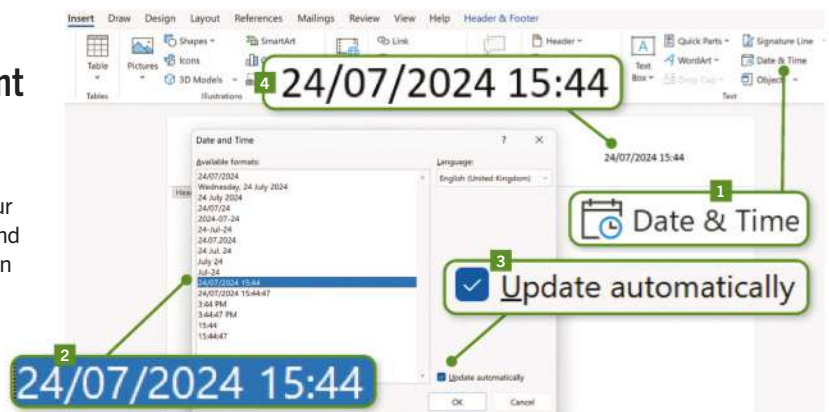 Insert Draw Design Layout References Mailings Review View Help Header & Footer
Table
Tables
Pictures
Shapes
Icons
3D Models
SmartArt
Illustrations
Link
Header
Text Box
Quick Parts
WordArt
Drop Cap
Signature Line
Date & Time
Object
Text
nt
ur
nd
n
4
24/07/2024 15:44
24/07/2024 15:44
1
Date & Time
Date and Time ? ×
Available formats:
Language:
English (United Kingdom)
24/07/2024
Wednesday, 24 July 2024
24 July 2024
24/07/24
2024-07-24
24-Jul-24
24.07.2024
24 Jul. 24
July 24
Jul-24
24/07/2024 15:44
24/07/2024 15:44:47
3:44 PM
3:44:47 PM
15:44
15:44:47
3
Update automatically
2
24/07/2024 15:44
Update automatically
OK Cancel